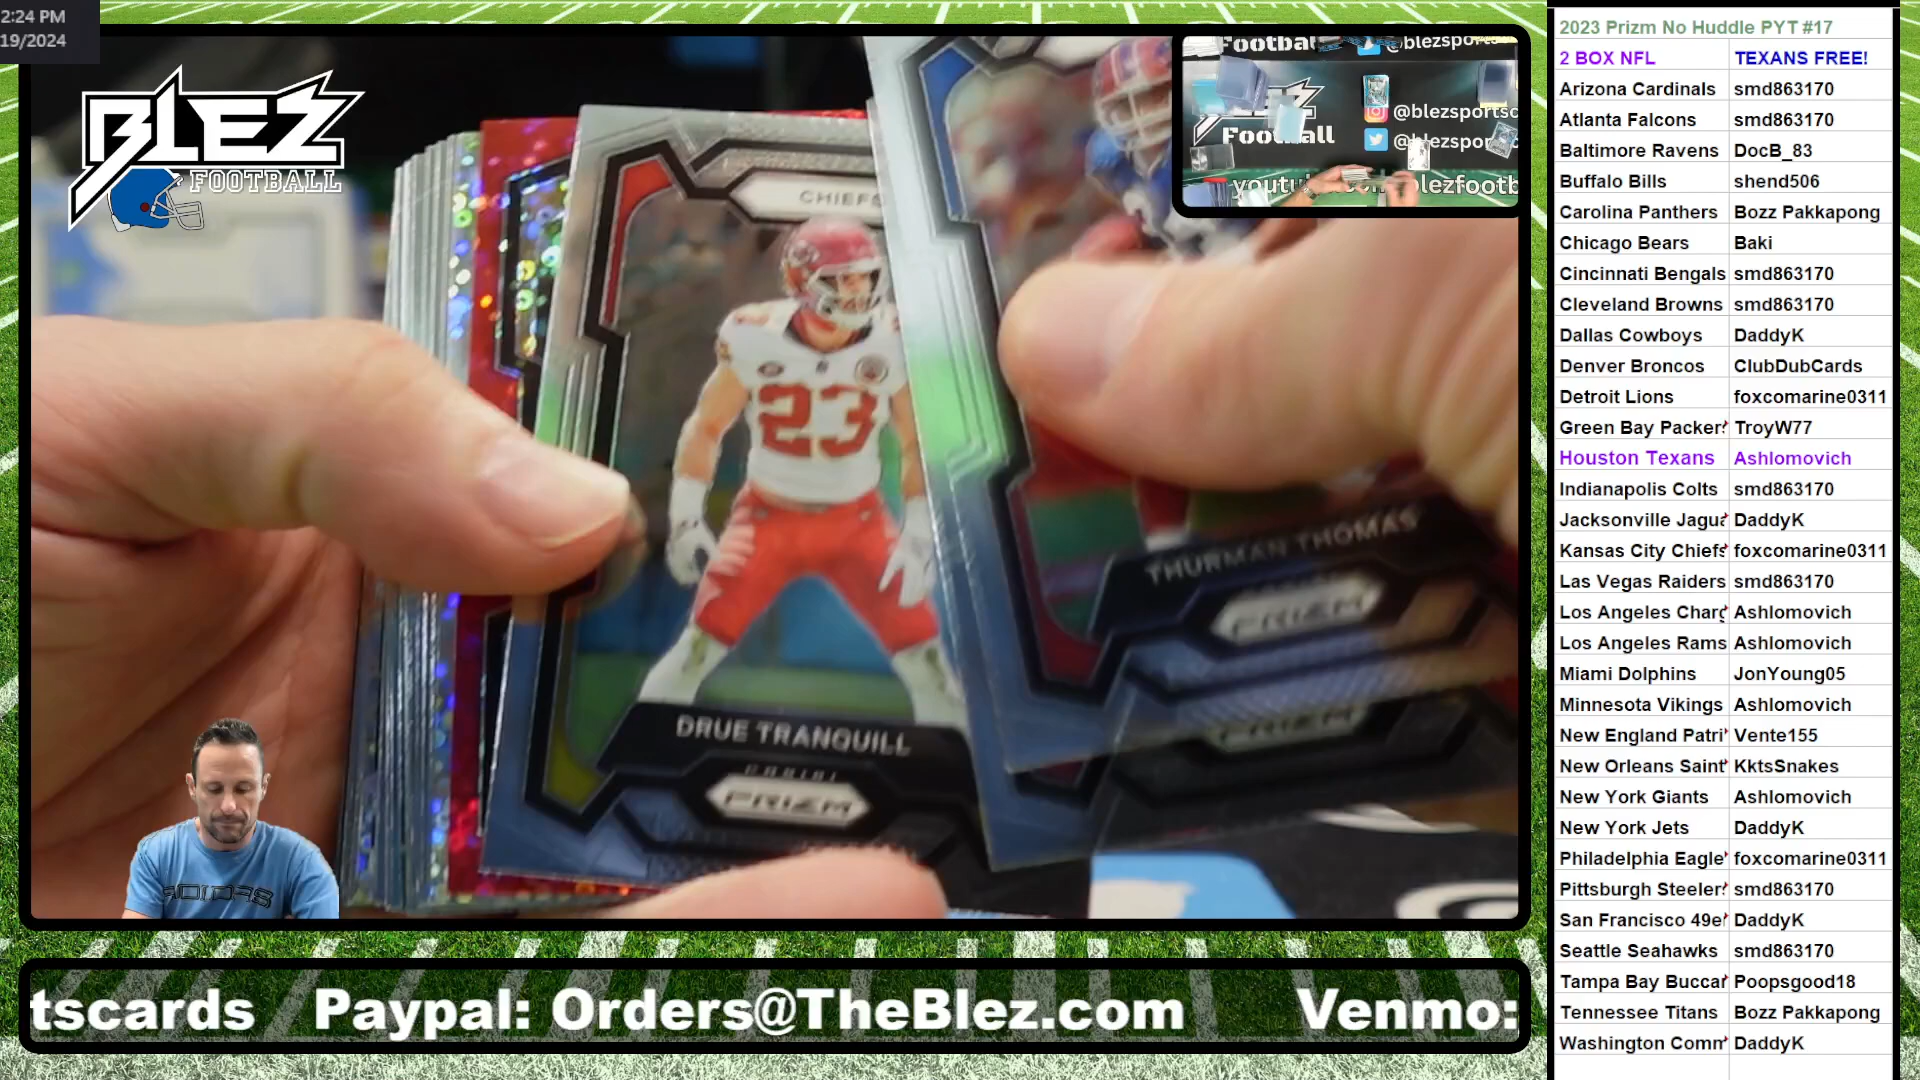 2:24 PM
19/2024
BLEZ
FOOTBALL
CHIEFS
23
DRUE TRANQUILL
PANINI
PRIZM
THURMAN THOMAS
PRIZM
PRIZM
@blezsports
Football
@blezsportsc
@blezspor
tscards Paypal: Orders@TheBlez.com Venmo:
2023 Prizm No Huddle PYT #17
2 BOX NFL TEXANS FREE!
Arizona Cardinals smd863170
Atlanta Falcons smd863170
Baltimore Ravens DocB_83
Buffalo Bills shend506
Carolina Panthers Bozz Pakkapong
Chicago Bears Baki
Cincinnati Bengals smd863170
Cleveland Browns smd863170
Dallas Cowboys DaddyK
Denver Broncos ClubDubCards
Detroit Lions foxcomarine0311
Green Bay Packer TroyW77
Houston Texans Ashlomovich
Indianapolis Colts smd863170
Jacksonville Jagua DaddyK
Kansas City Chiefs foxcomarine0311
Las Vegas Raiders smd863170
Los Angeles Charg Ashlomovich
Los Angeles Rams Ashlomovich
Miami Dolphins JonYoung05
Minnesota Vikings Ashlomovich
New England Patri Vente155
New Orleans Saint KktsSnakes
New York Giants Ashlomovich
New York Jets DaddyK
Philadelphia Eagle foxcomarine0311
Pittsburgh Steeler smd863170
San Francisco 49e DaddyK
Seattle Seahawks smd863170
Tampa Bay Buccar Poopsgood18
Tennessee Titans Bozz Pakkapong
Washington Comm DaddyK